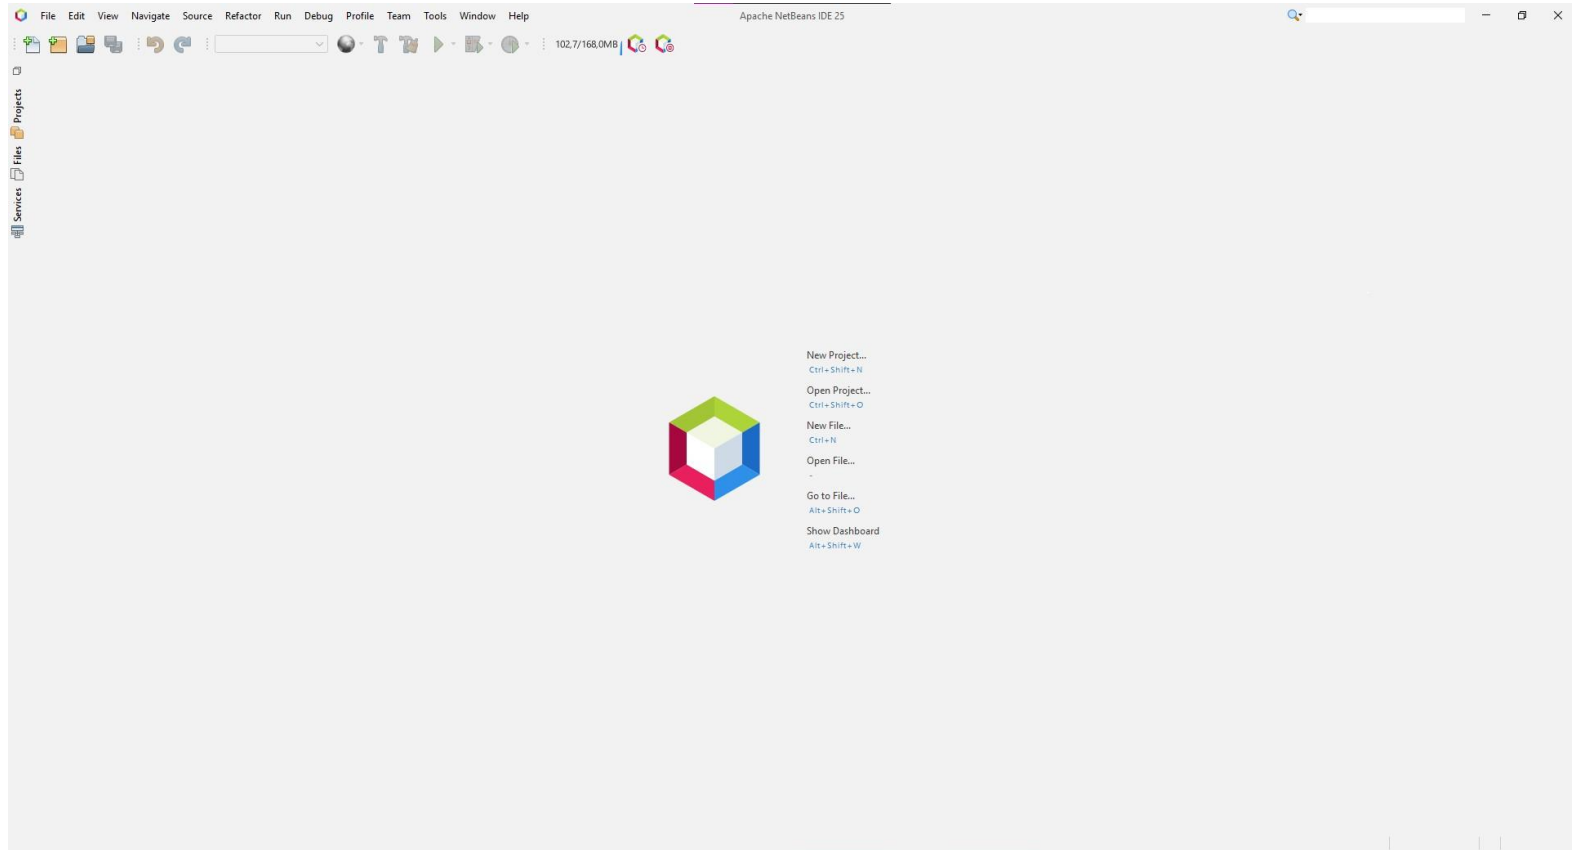 File Edit View Navigate Source Refactor Run Debug Profile Team Tools Window Help
Apache NetBeans IDE 25
102,7/168,0MB
Projects
Files
Services
New Project...
Ctrl+Shift+N
Open Project...
Ctrl+Shift+O
New File...
Ctrl+N
Open File...
-
Go to File...
Alt+Shift+O
Show Dashboard
Alt+Shift+W